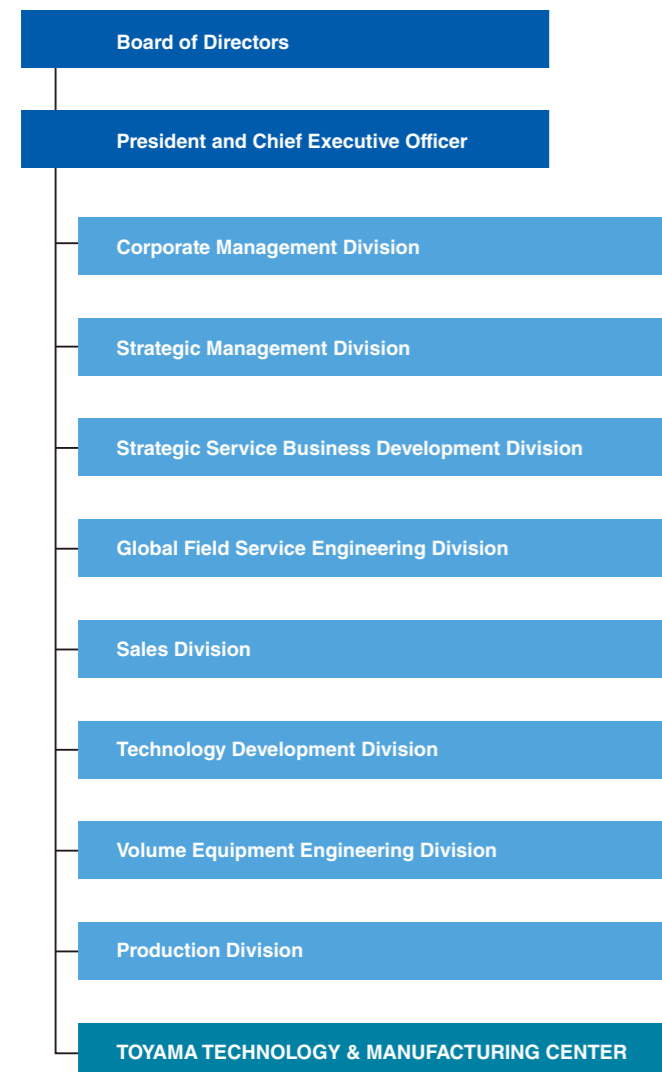 Board of Directors
President and Chief Executive Officer
Corporate Management Division
Strategic Management Division
Strategic Service Business Development Division
Global Field Service Engineering Division
Sales Division
Technology Development Division
Volume Equipment Engineering Division
Production Division
TOYAMA TECHNOLOGY & MANUFACTURING CENTER